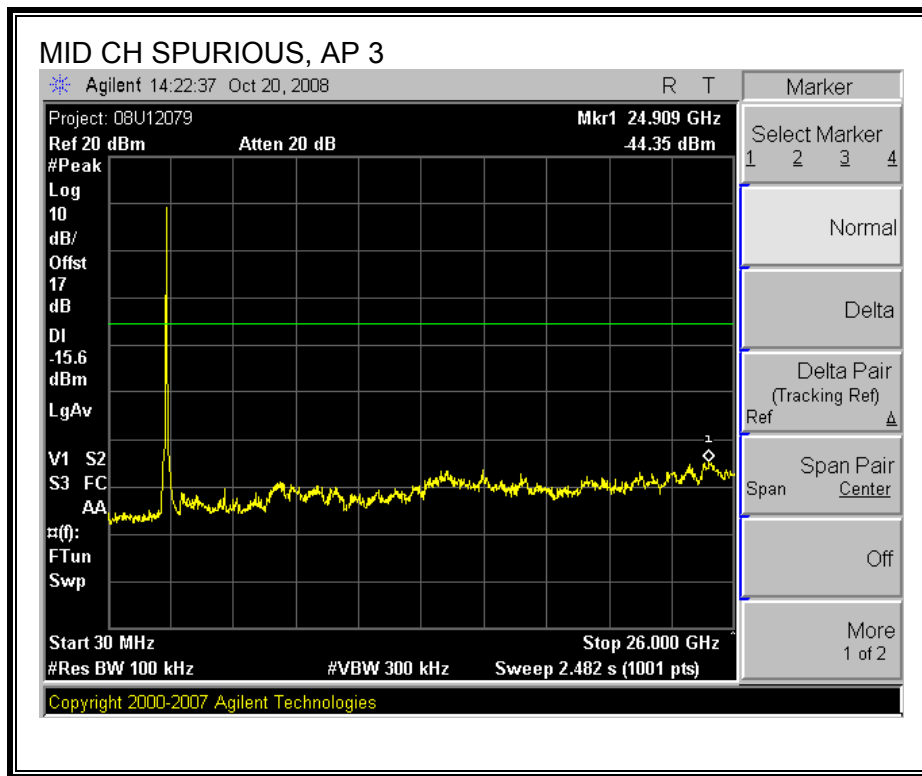 MID CH SPURIOUS, AP 3
Agilent 14:22:37 Oct 20, 2008 R T
Project: 08U12079 Mkr1 24.909 GHz
Ref 20 dBm Atten 20 dB -44.35 dBm
#Peak
Log
10
dB/
Offst
17
dB
DI
-15.6
dBm
LgAv
1
V1 S2
S3 FC
AA
¤(f):
FTun
Swp
Start 30 MHz Stop 26.000 GHz ^
#Res BW 100 kHz #VBW 300 kHz Sweep 2.482 s (1001 pts)
Copyright 2000-2007 Agilent Technologies
Marker
Select Marker
1 2 3 4
Normal
Delta
Delta Pair
(Tracking Ref)
Ref Δ
Span Pair
Span Center
Off
More
1 of 2